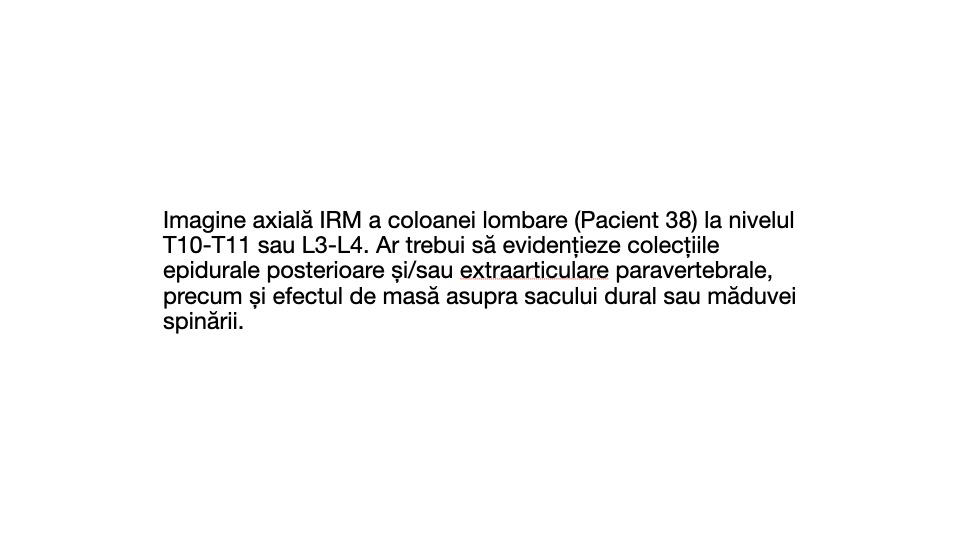 Imagine axială IRM a coloanei lombare (Pacient 38) la nivelul
T10-T11 sau L3-L4. Ar trebui să evidențieze colecțiile
epidurale posterioare și/sau extraarticulare paravertebrale,
precum și efectul de masă asupra sacului dural sau măduvei
spinării.